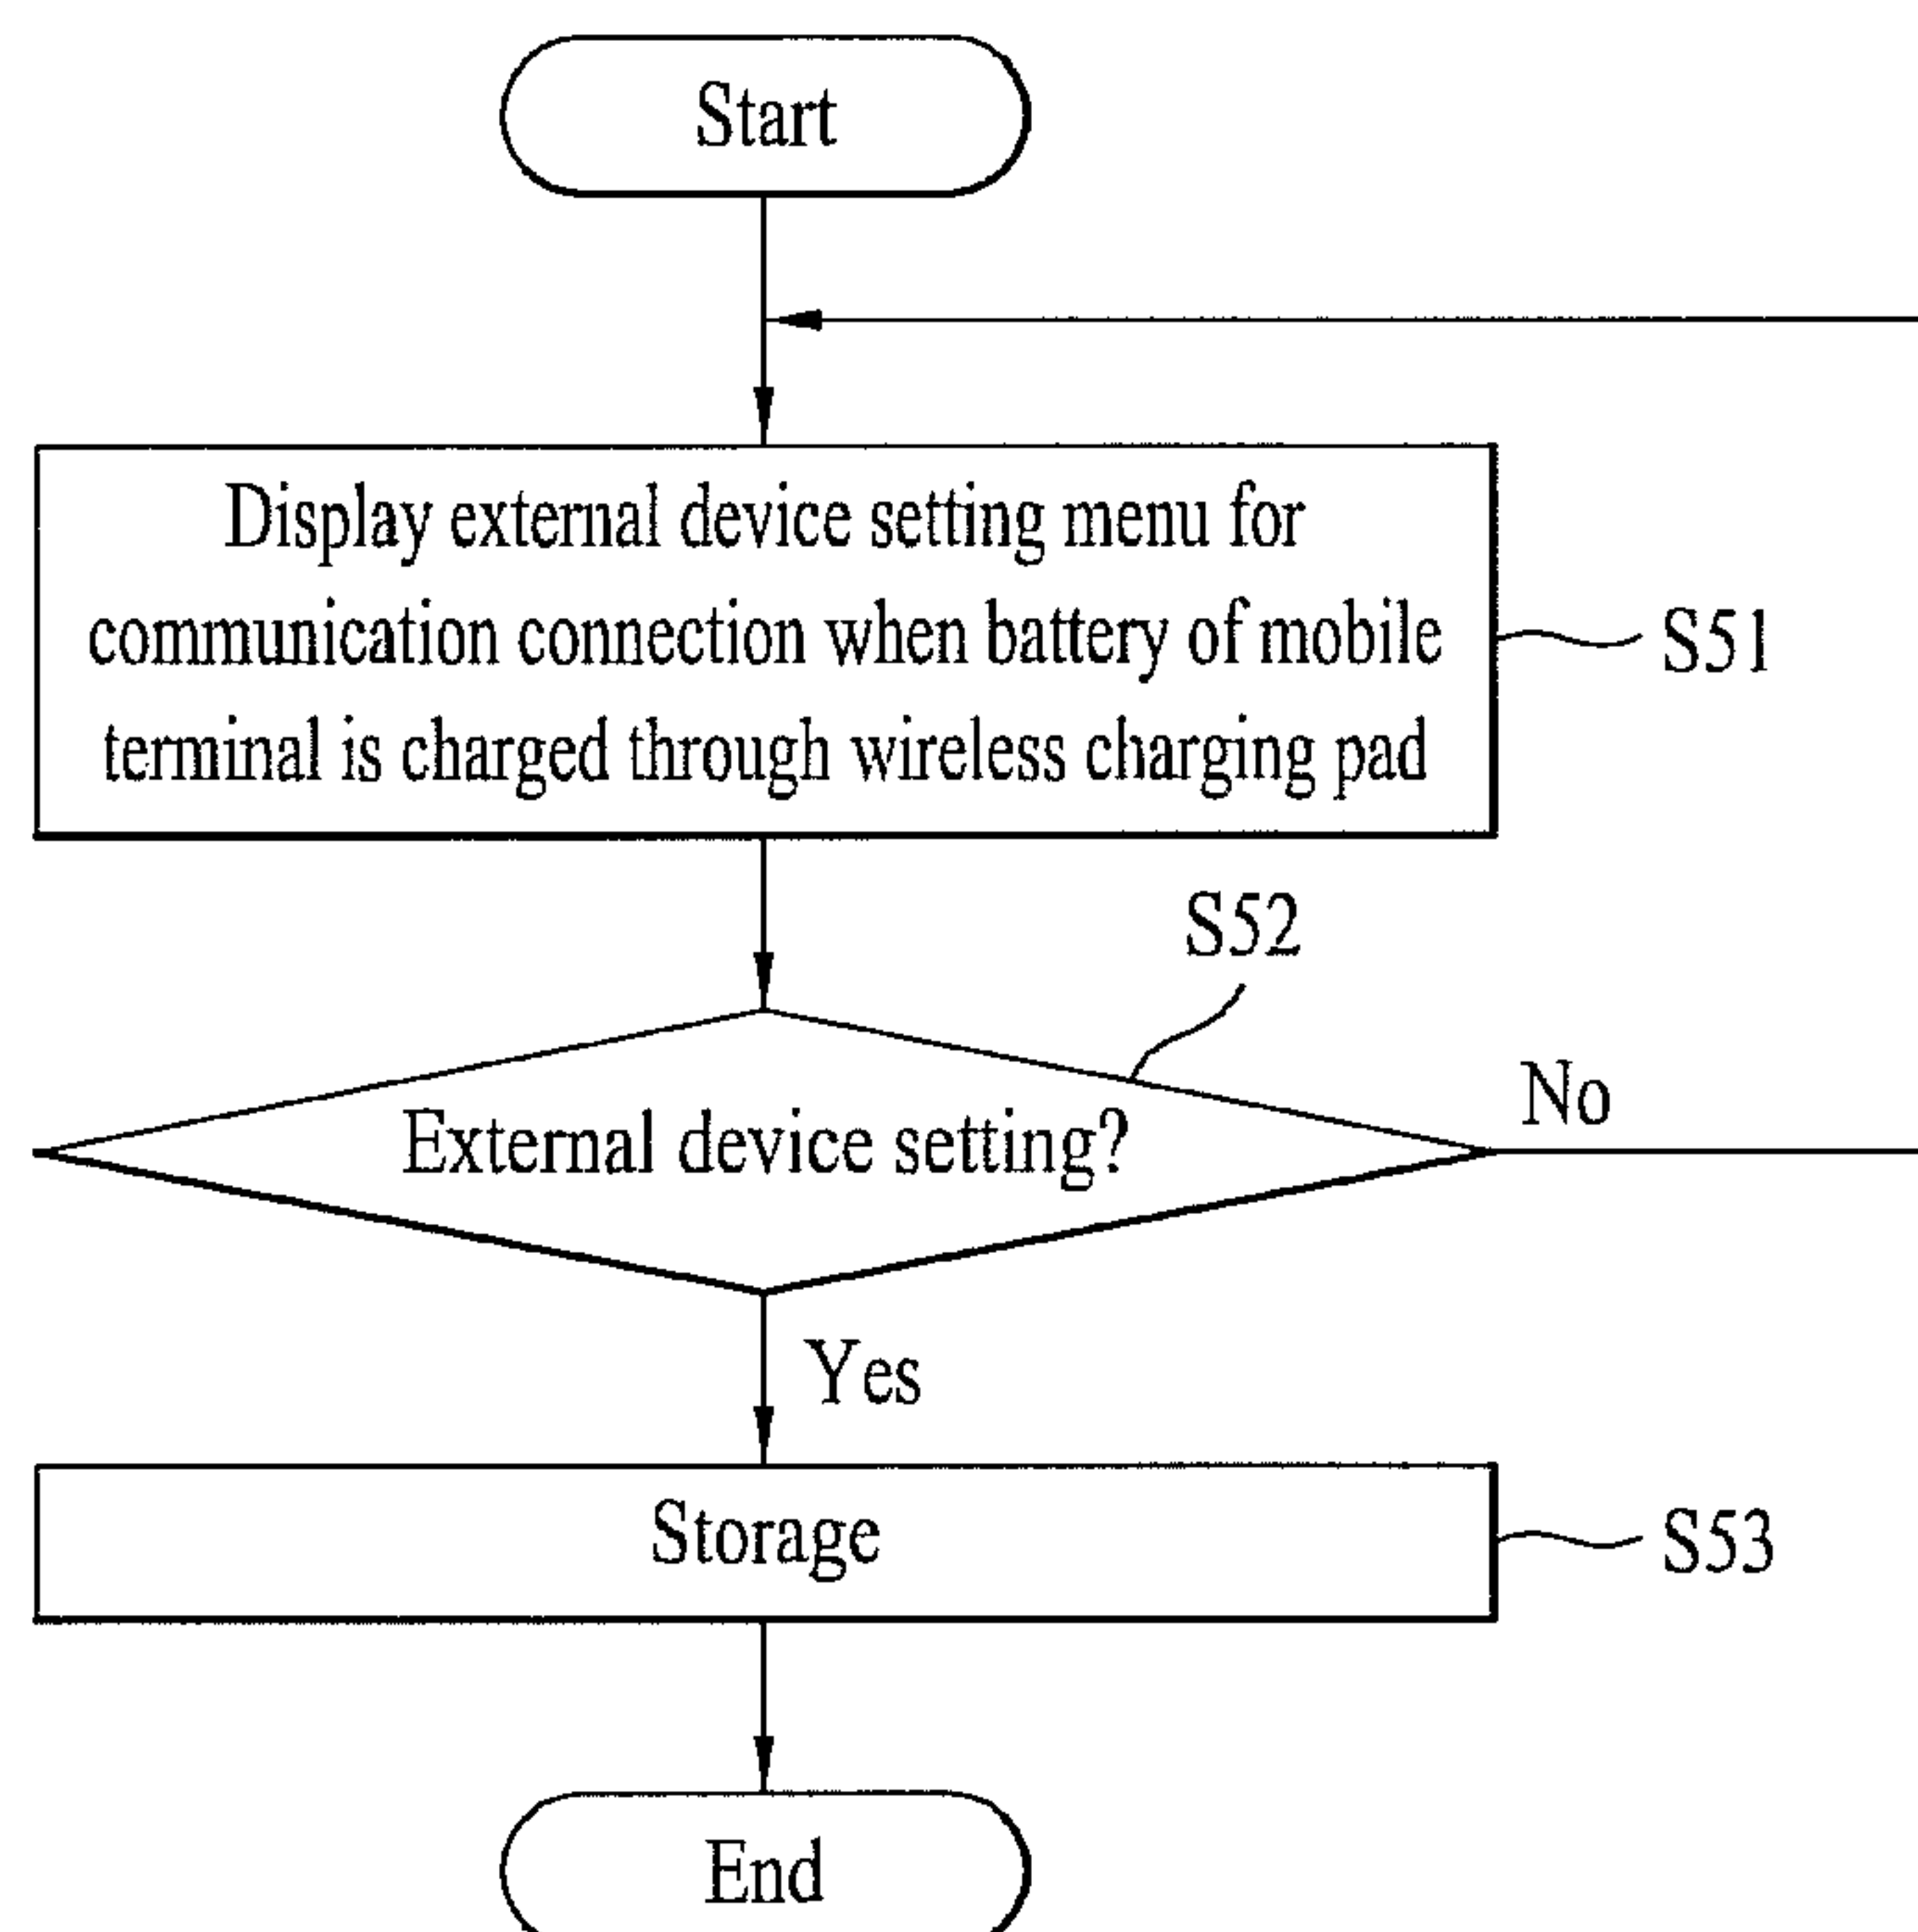 Start
Display external device setting menu for
communication connection when battery of mobile
terminal is charged through wireless charging pad
S51
S52
External device setting?
No
Yes
Storage
S53
End